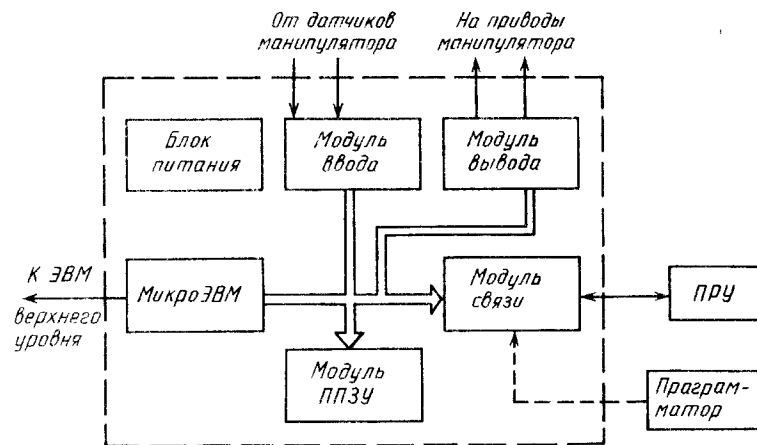 От датчиков
манипулятора
На приводы
манипулятора
Блок
питания
Модуль
ввода
Модуль
вывода
К ЭВМ
верхнего
уровня
МикроЭВМ
Модуль
связи
ПРУ
Модуль
ППЗУ
Праграм-
матор